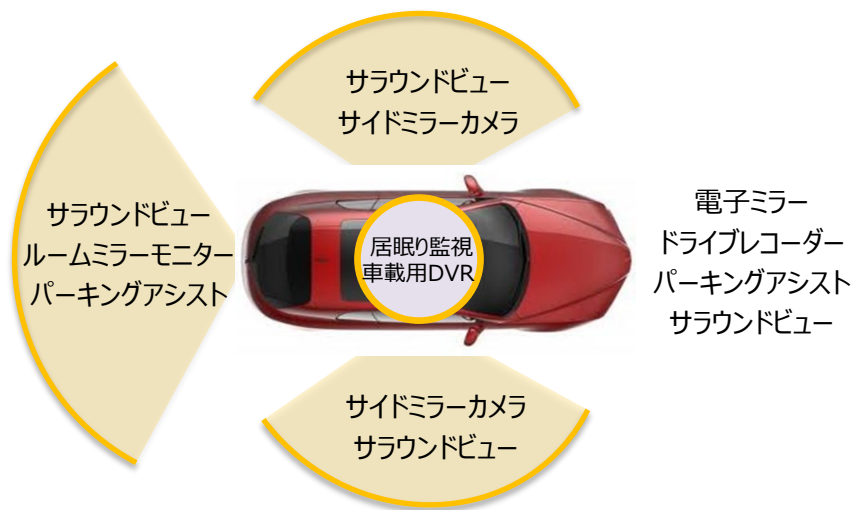 サラウンドビュー
サイドミラーカメラ
サラウンドビュー
ルームミラーモニター
パーキングアシスト
居眠り監視
車載用DVR
電子ミラー
ドライブレコーダー
パーキングアシスト
サラウンドビュー
サイドミラーカメラ
サラウンドビュー